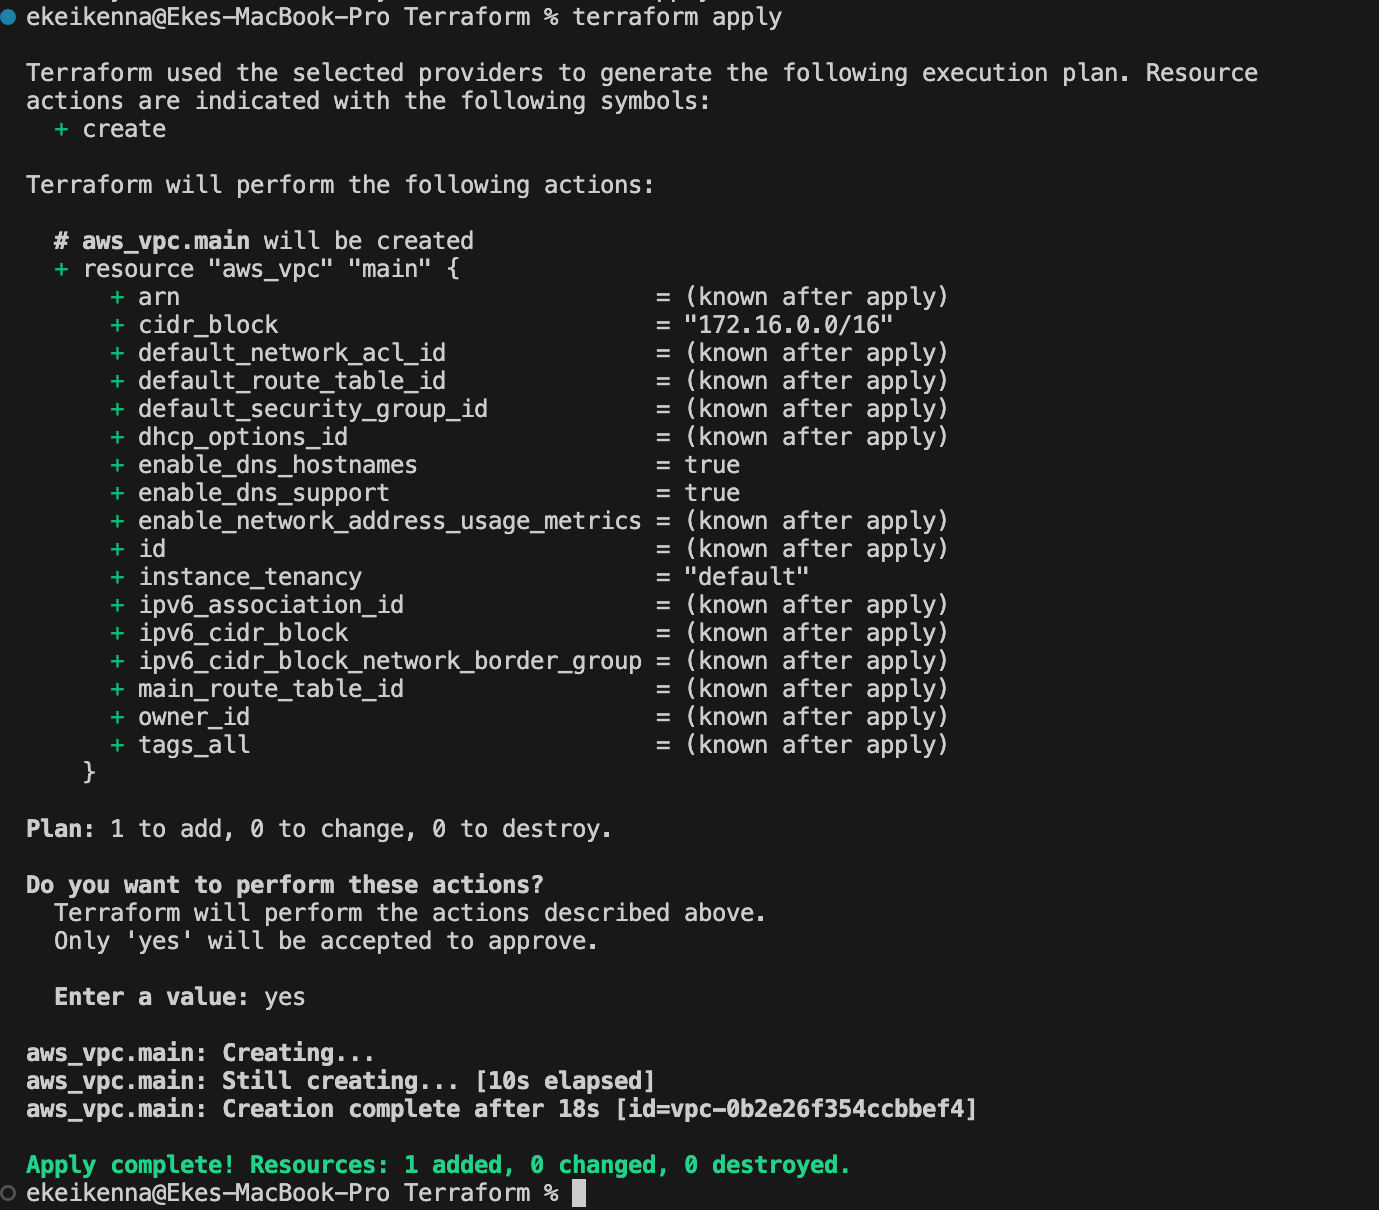 ekeikenna@Ekes-MacBook-Pro Terraform % terraform apply
Terraform used the selected providers to generate the following execution plan. Resource
actions are indicated with the following symbols:
+ create
Terraform will perform the following actions:
# aws_vpc.main will be created
+ resource "aws_vpc" "main" {
+ arn = (known after apply)
+ cidr_block = "172.16.0.0/16"
+ default_network_acl_id = (known after apply)
+ default_route_table_id = (known after apply)
+ default_security_group_id = (known after apply)
+ dhcp_options_id = (known after apply)
+ enable_dns_hostnames = true
+ enable_dns_support = true
+ enable_network_address_usage_metrics = (known after apply)
+ id = (known after apply)
+ instance_tenancy = "default"
+ ipv6_association_id = (known after apply)
+ ipv6_cidr_block = (known after apply)
+ ipv6_cidr_block_network_border_group = (known after apply)
+ main_route_table_id = (known after apply)
+ owner_id = (known after apply)
+ tags_all = (known after apply)
}
Plan: 1 to add, 0 to change, 0 to destroy.
Do you want to perform these actions?
Terraform will perform the actions described above.
Only 'yes' will be accepted to approve.
Enter a value: yes
aws_vpc.main: Creating...
aws_vpc.main: Still creating... [10s elapsed]
aws_vpc.main: Creation complete after 18s [id=vpc-0b2e26f354ccbbef4]
Apply complete! Resources: 1 added, 0 changed, 0 destroyed.
ekeikenna@Ekes-MacBook-Pro Terraform %